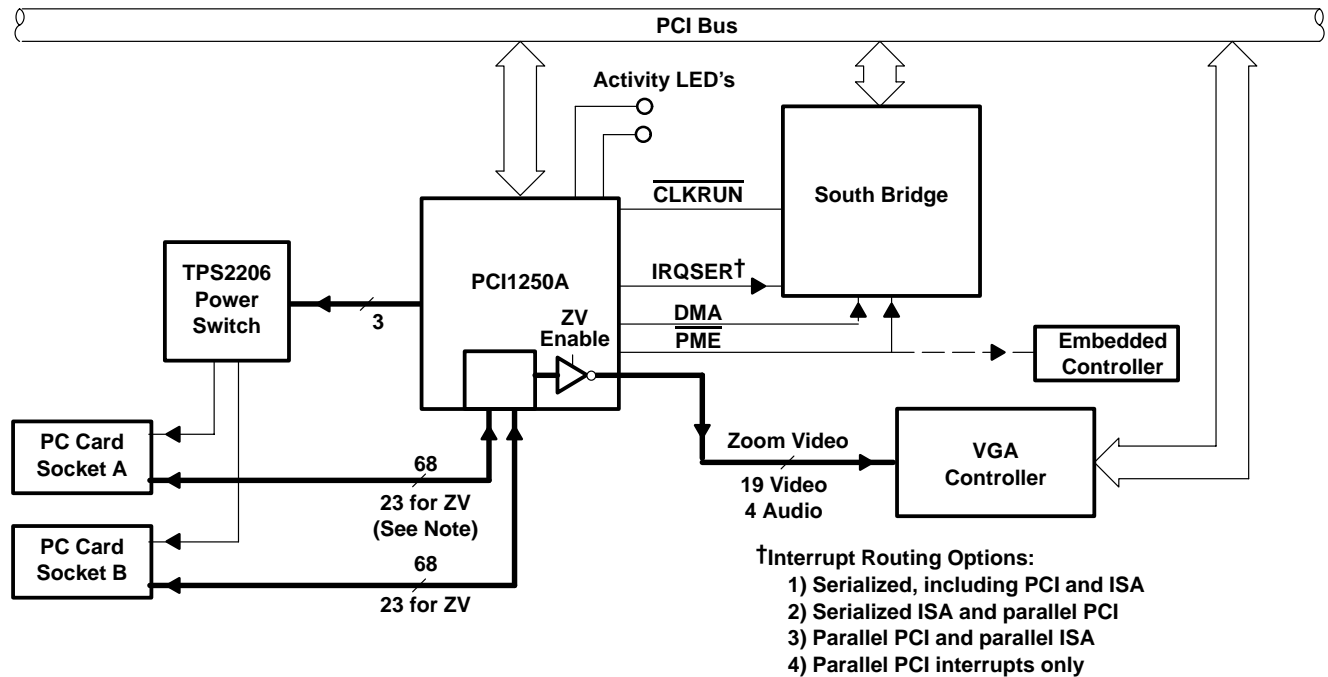 PCI Bus
Activity LED's
CLKRUN
South Bridge
TPS2206
Power
Switch
PCI1250A
IRQSER†
3
ZV
Enable
DMA
PME
Embedded
Controller
PC Card
Socket A
68
23 for ZV
(See Note)
Zoom Video
19 Video
4 Audio
VGA
Controller
PC Card
Socket B
68
23 for ZV
†Interrupt Routing Options:
1) Serialized, including PCI and ISA
2) Serialized ISA and parallel PCI
3) Parallel PCI and parallel ISA
4) Parallel PCI interrupts only